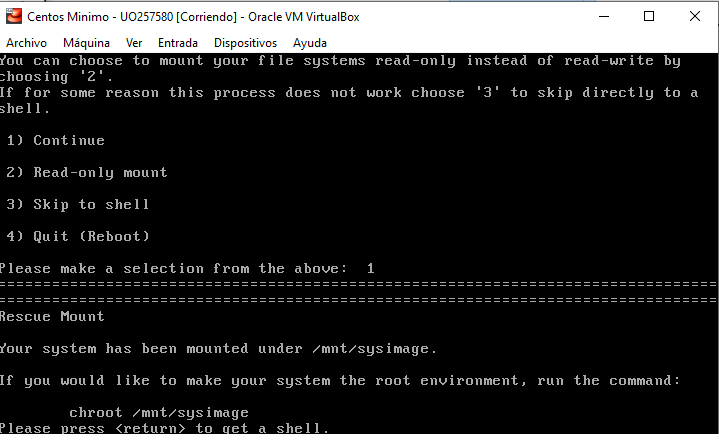 Centos Minimo - UO257580 [Corriendo] - Oracle VM VirtualBox
Archivo Máquina Ver Entrada Dispositivos Ayuda
You can choose to mount your file systems read-only instead of read-write by
choosing '2'.
If for some reason this process does not work choose '3' to skip directly to a
shell.
1) Continue
2) Read-only mount
3) Skip to shell
4) Quit (Reboot)
Please make a selection from the above:  1
================================================================================
================================================================================
Rescue Mount
Your system has been mounted under /mnt/sysimage.
If you would like to make your system the root environment, run the command:
chroot /mnt/sysimage
Please press <return> to get a shell.